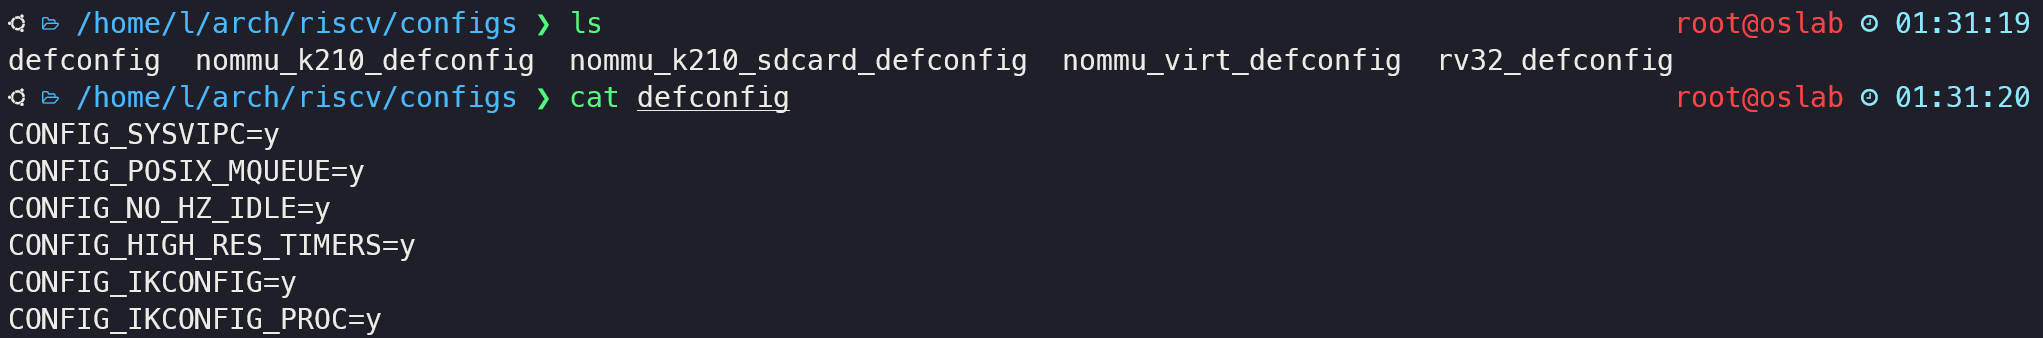 /home/l/arch/riscv/configs ❯ ls root@oslab 01:31:19
defconfig nommu_k210_defconfig nommu_k210_sdcard_defconfig nommu_virt_defconfig rv32_defconfig
/home/l/arch/riscv/configs ❯ cat defconfig root@oslab 01:31:20
CONFIG_SYSVIPC=y
CONFIG_POSIX_MQUEUE=y
CONFIG_NO_HZ_IDLE=y
CONFIG_HIGH_RES_TIMERS=y
CONFIG_IKCONFIG=y
CONFIG_IKCONFIG_PROC=y